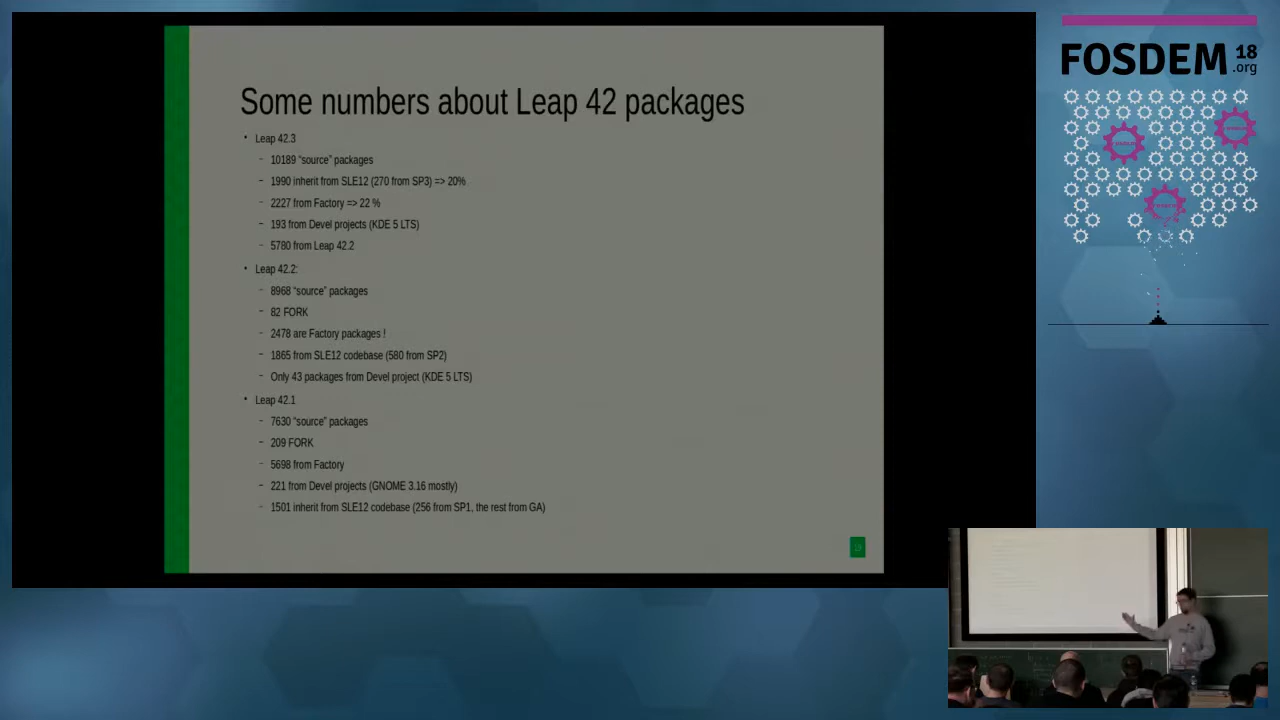 Some numbers about Leap 42 packages
• Leap 42.3
– 10189 “source” packages
– 1990 inherit from SLE12 (270 from SP3) => 20%
– 2227 from Factory => 22 %
– 193 from Devel projects (KDE 5 LTS)
– 5780 from Leap 42.2
• Leap 42.2:
– 8968 “source” packages
– 82 FORK
– 2478 are Factory packages !
– 1865 from SLE12 codebase (580 from SP2)
– Only 43 packages from Devel project (KDE 5 LTS)
• Leap 42.1
– 7630 “source” packages
– 209 FORK
– 5698 from Factory
– 221 from Devel projects (GNOME 3.16 mostly)
– 1501 inherit from SLE12 codebase (256 from SP1, the rest from GA)
FOSDEM 18
.org